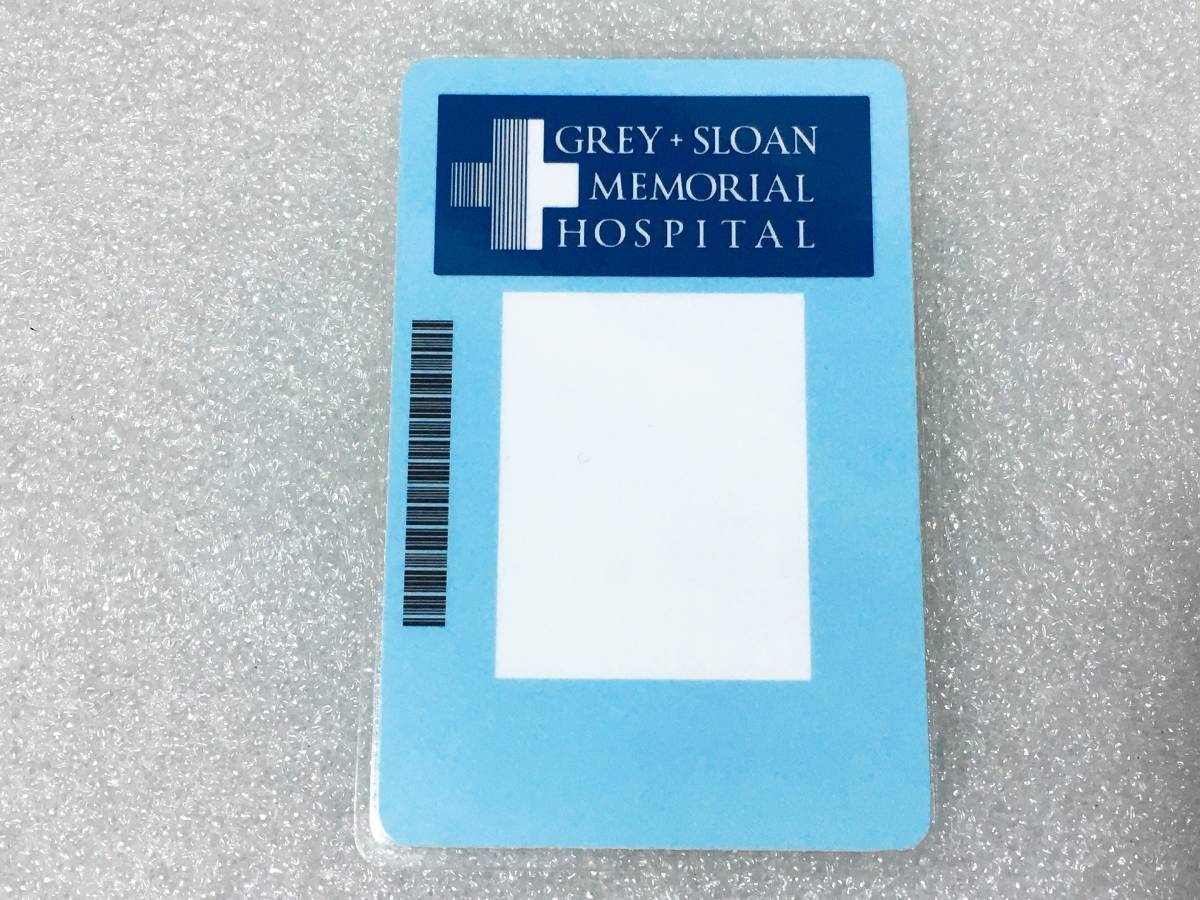 GREY + SLOAN
MEMORIAL
HOSPITAL